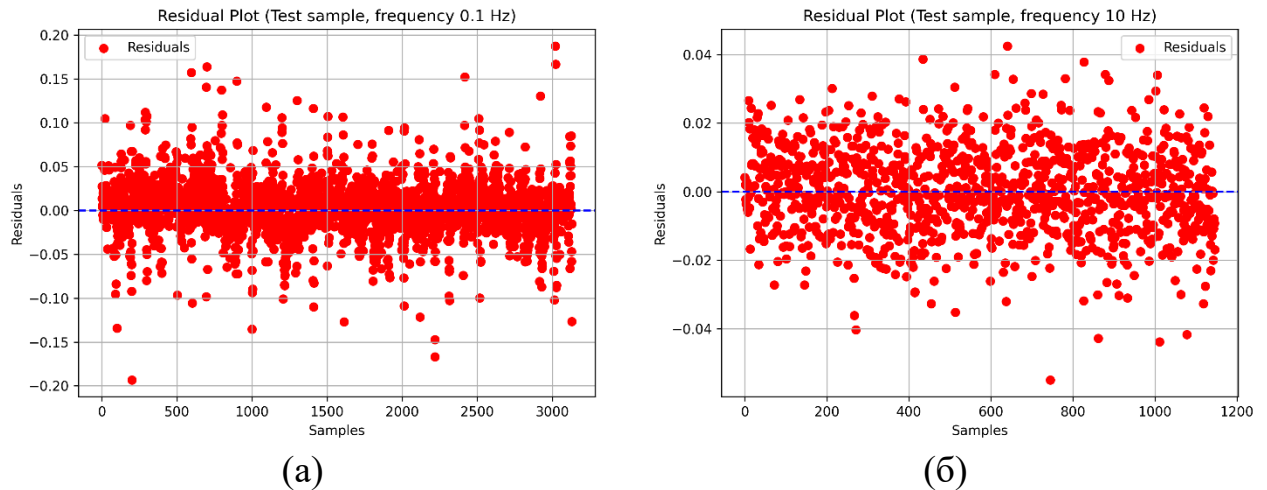 Residual Plot (Test sample, frequency 0.1 Hz)
Residuals
0.20
0.15
0.10
0.05
0.00
−0.05
−0.10
−0.15
−0.20
Residuals
0
500
1000
1500
2000
2500
3000
Samples
(а)
Residual Plot (Test sample, frequency 10 Hz)
Residuals
0.04
0.02
0.00
−0.02
−0.04
Residuals
0
200
400
600
800
1000
1200
Samples
(б)